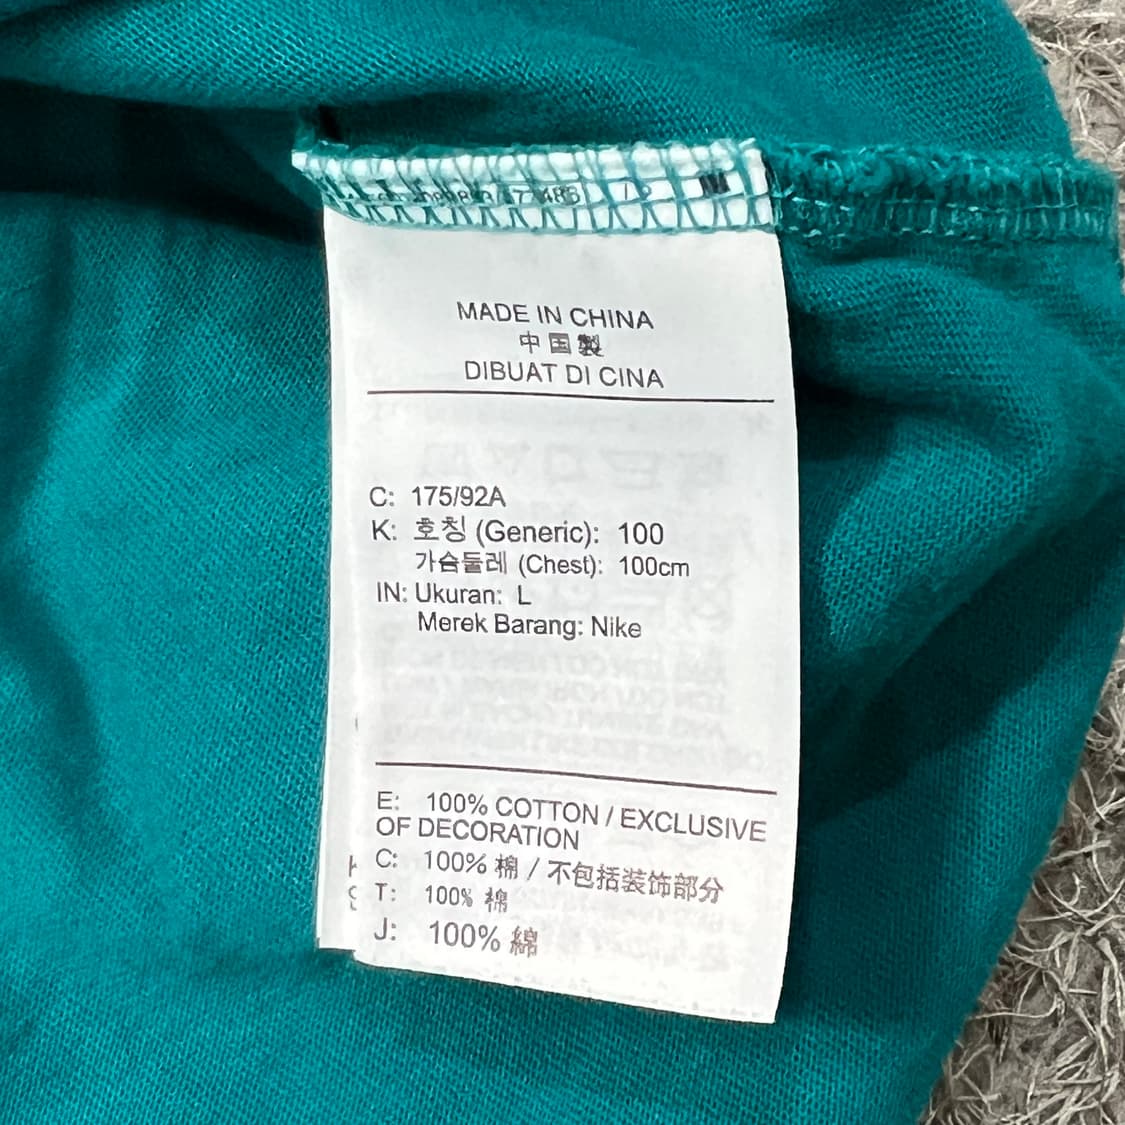 MADE IN CHINA
中国製
DIBUAT DI CINA
C: 175/92A
K: 호칭 (Generic): 100
가슴둘레 (Chest): 100cm
IN: Ukuran: L
Merek Barang: Nike
E: 100% COTTON / EXCLUSIVE
OF DECORATION
C: 100% 棉 / 不包括装饰部分
T: 100% 棉
J: 100% 綿